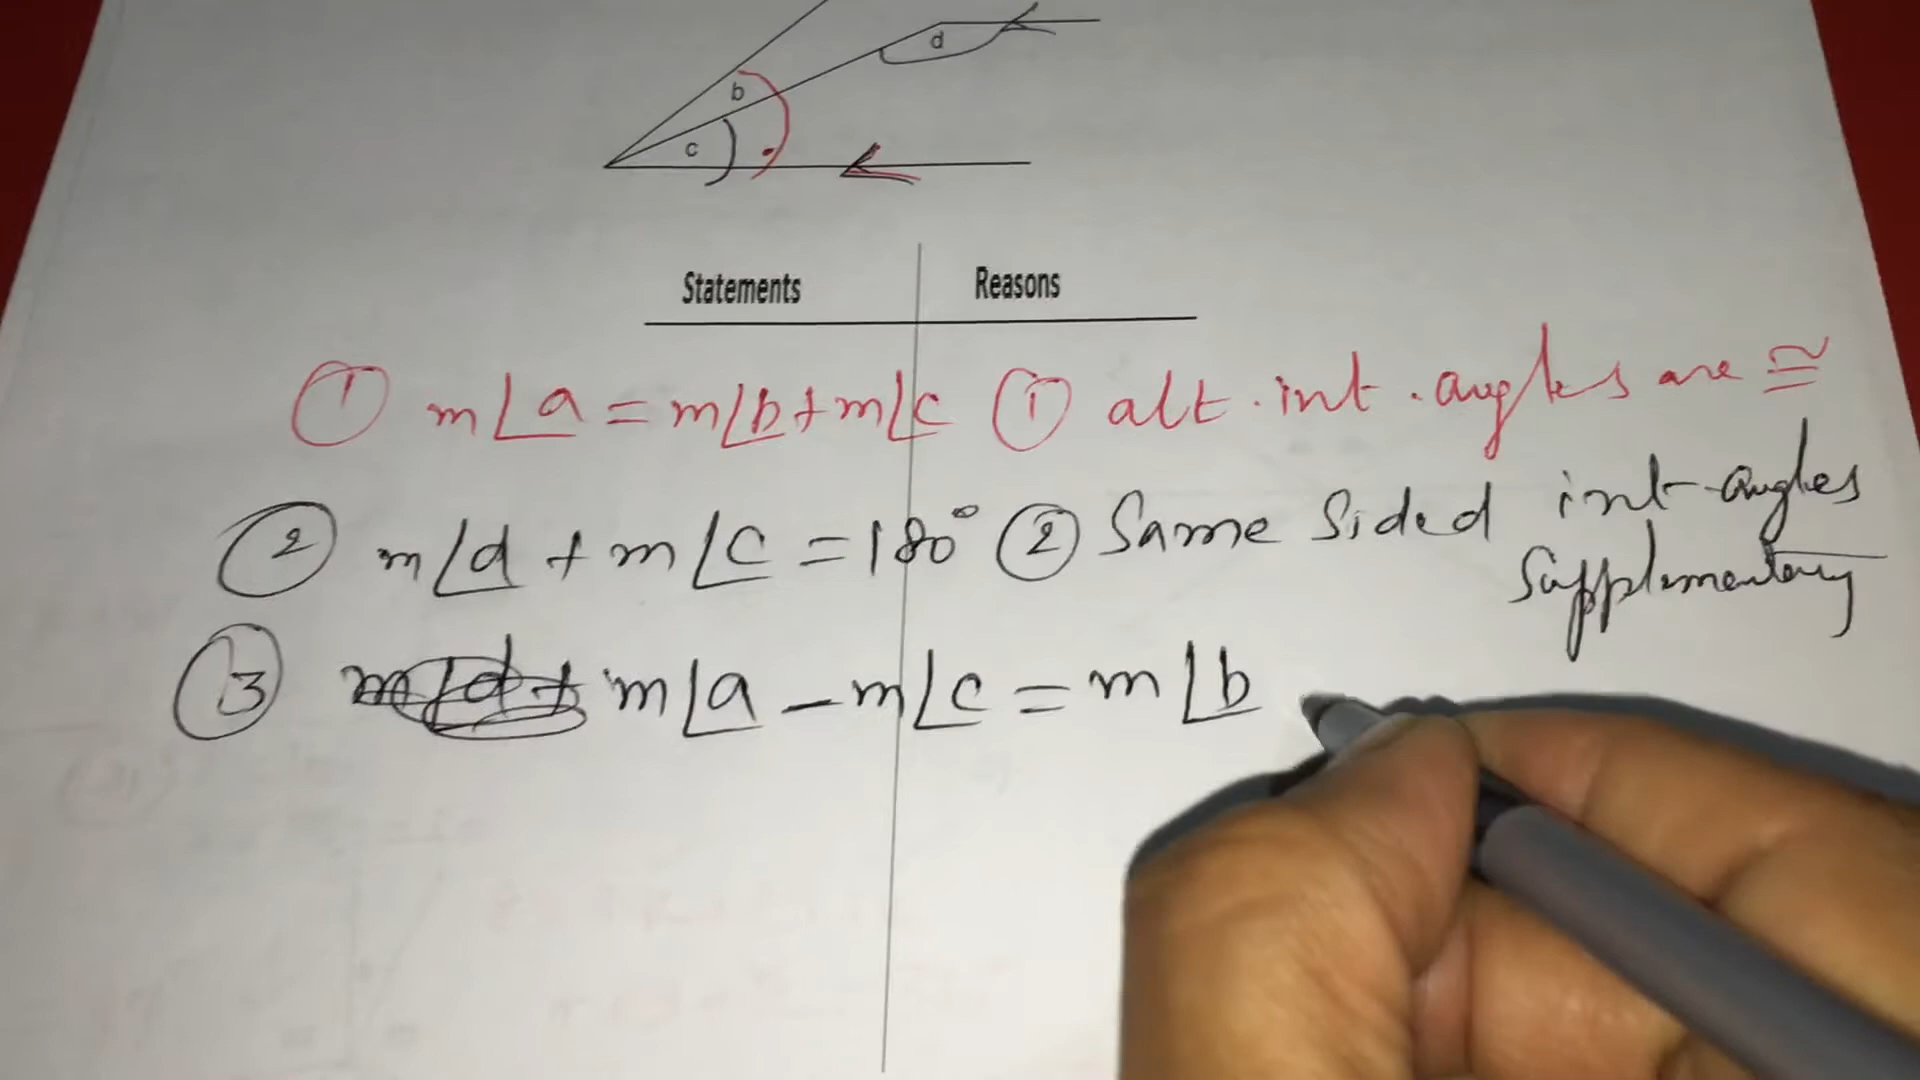 d
b
c
Statements Reasons
① m∠a = m∠b + m∠c ① alt. int. angles are ≅
② m∠d + m∠c = 180° ② Same Sided int angles
Supplementary
③ m∠a - m∠c = m∠b